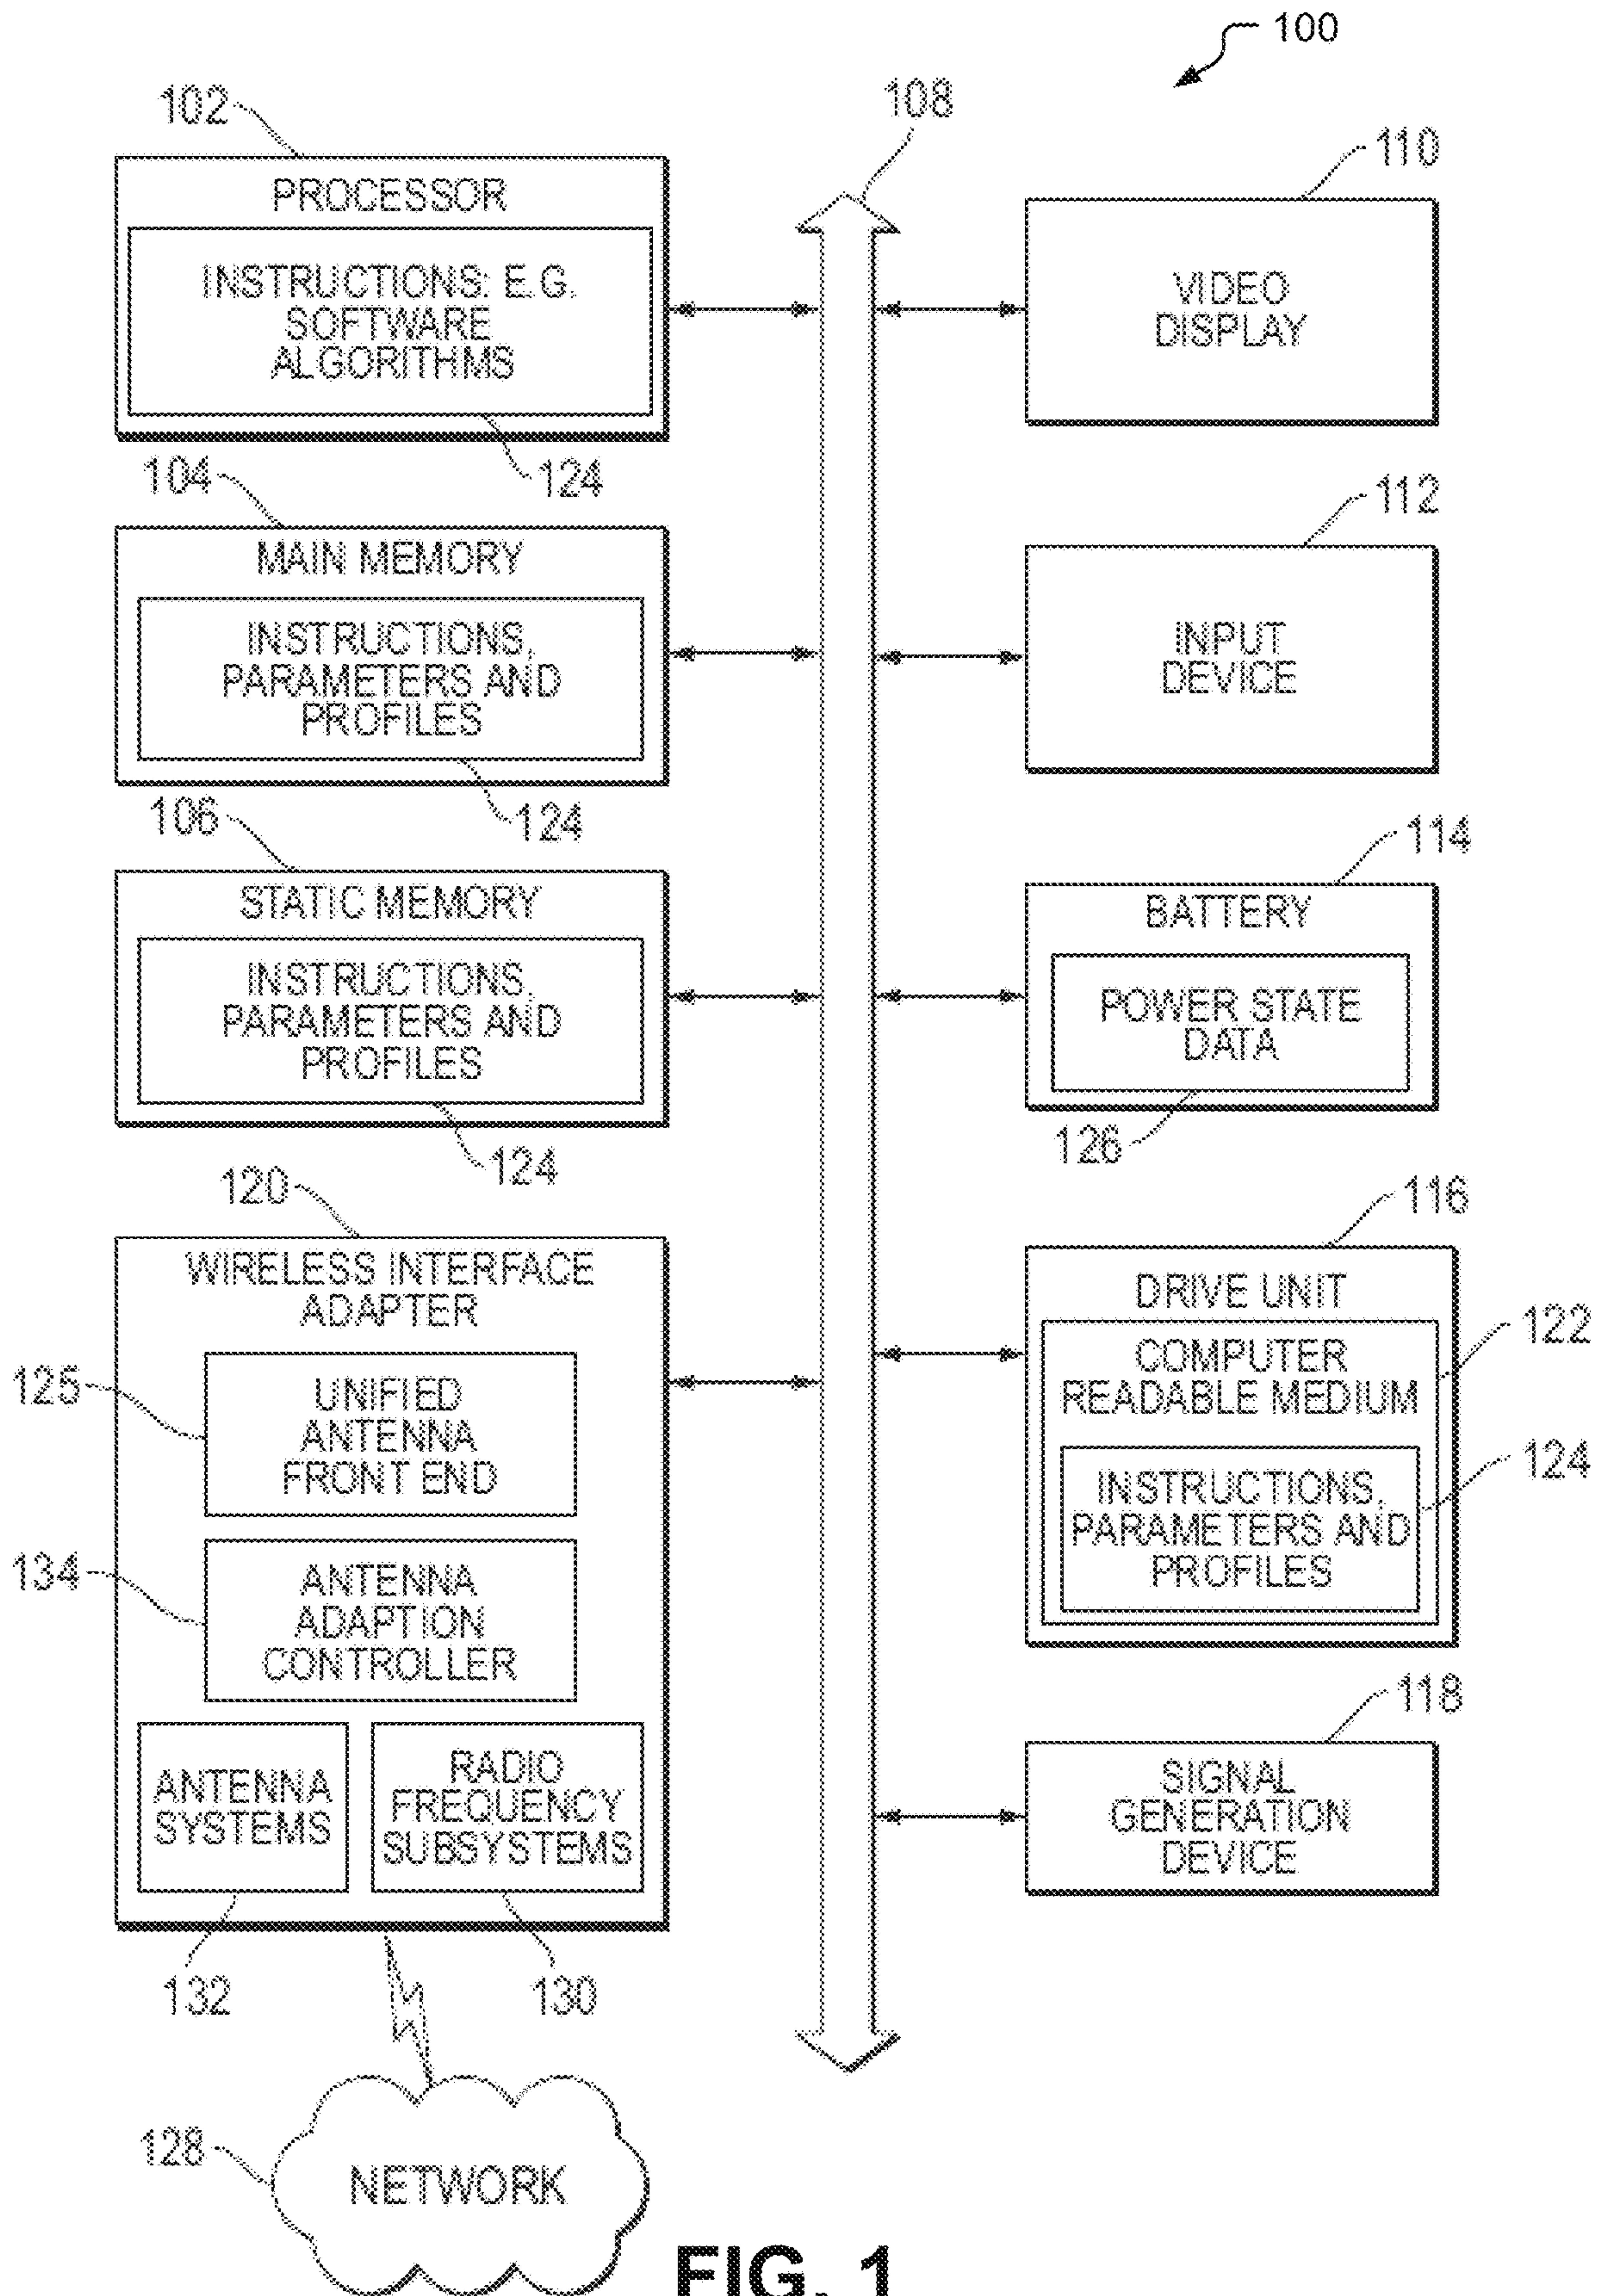 100
102
PROCESSOR
INSTRUCTIONS: E.G.
SOFTWARE
ALGORITHMS
124
104
MAIN MEMORY
INSTRUCTIONS,
PARAMETERS AND
PROFILES
124
106
STATIC MEMORY
INSTRUCTIONS,
PARAMETERS AND
PROFILES
124
120
WIRELESS INTERFACE
ADAPTER
125
UNIFIED
ANTENNA
FRONT END
134
ANTENNA
ADAPTION
CONTROLLER
ANTENNA
SYSTEMS
132
RADIO
FREQUENCY
SUBSYSTEMS
130
128
NETWORK
108
110
VIDEO
DISPLAY
112
INPUT
DEVICE
114
BATTERY
POWER STATE
DATA
126
116
DRIVE UNIT
122
COMPUTER
READABLE MEDIUM
124
INSTRUCTIONS,
PARAMETERS AND
PROFILES
118
SIGNAL
GENERATION
DEVICE
FIG. 1